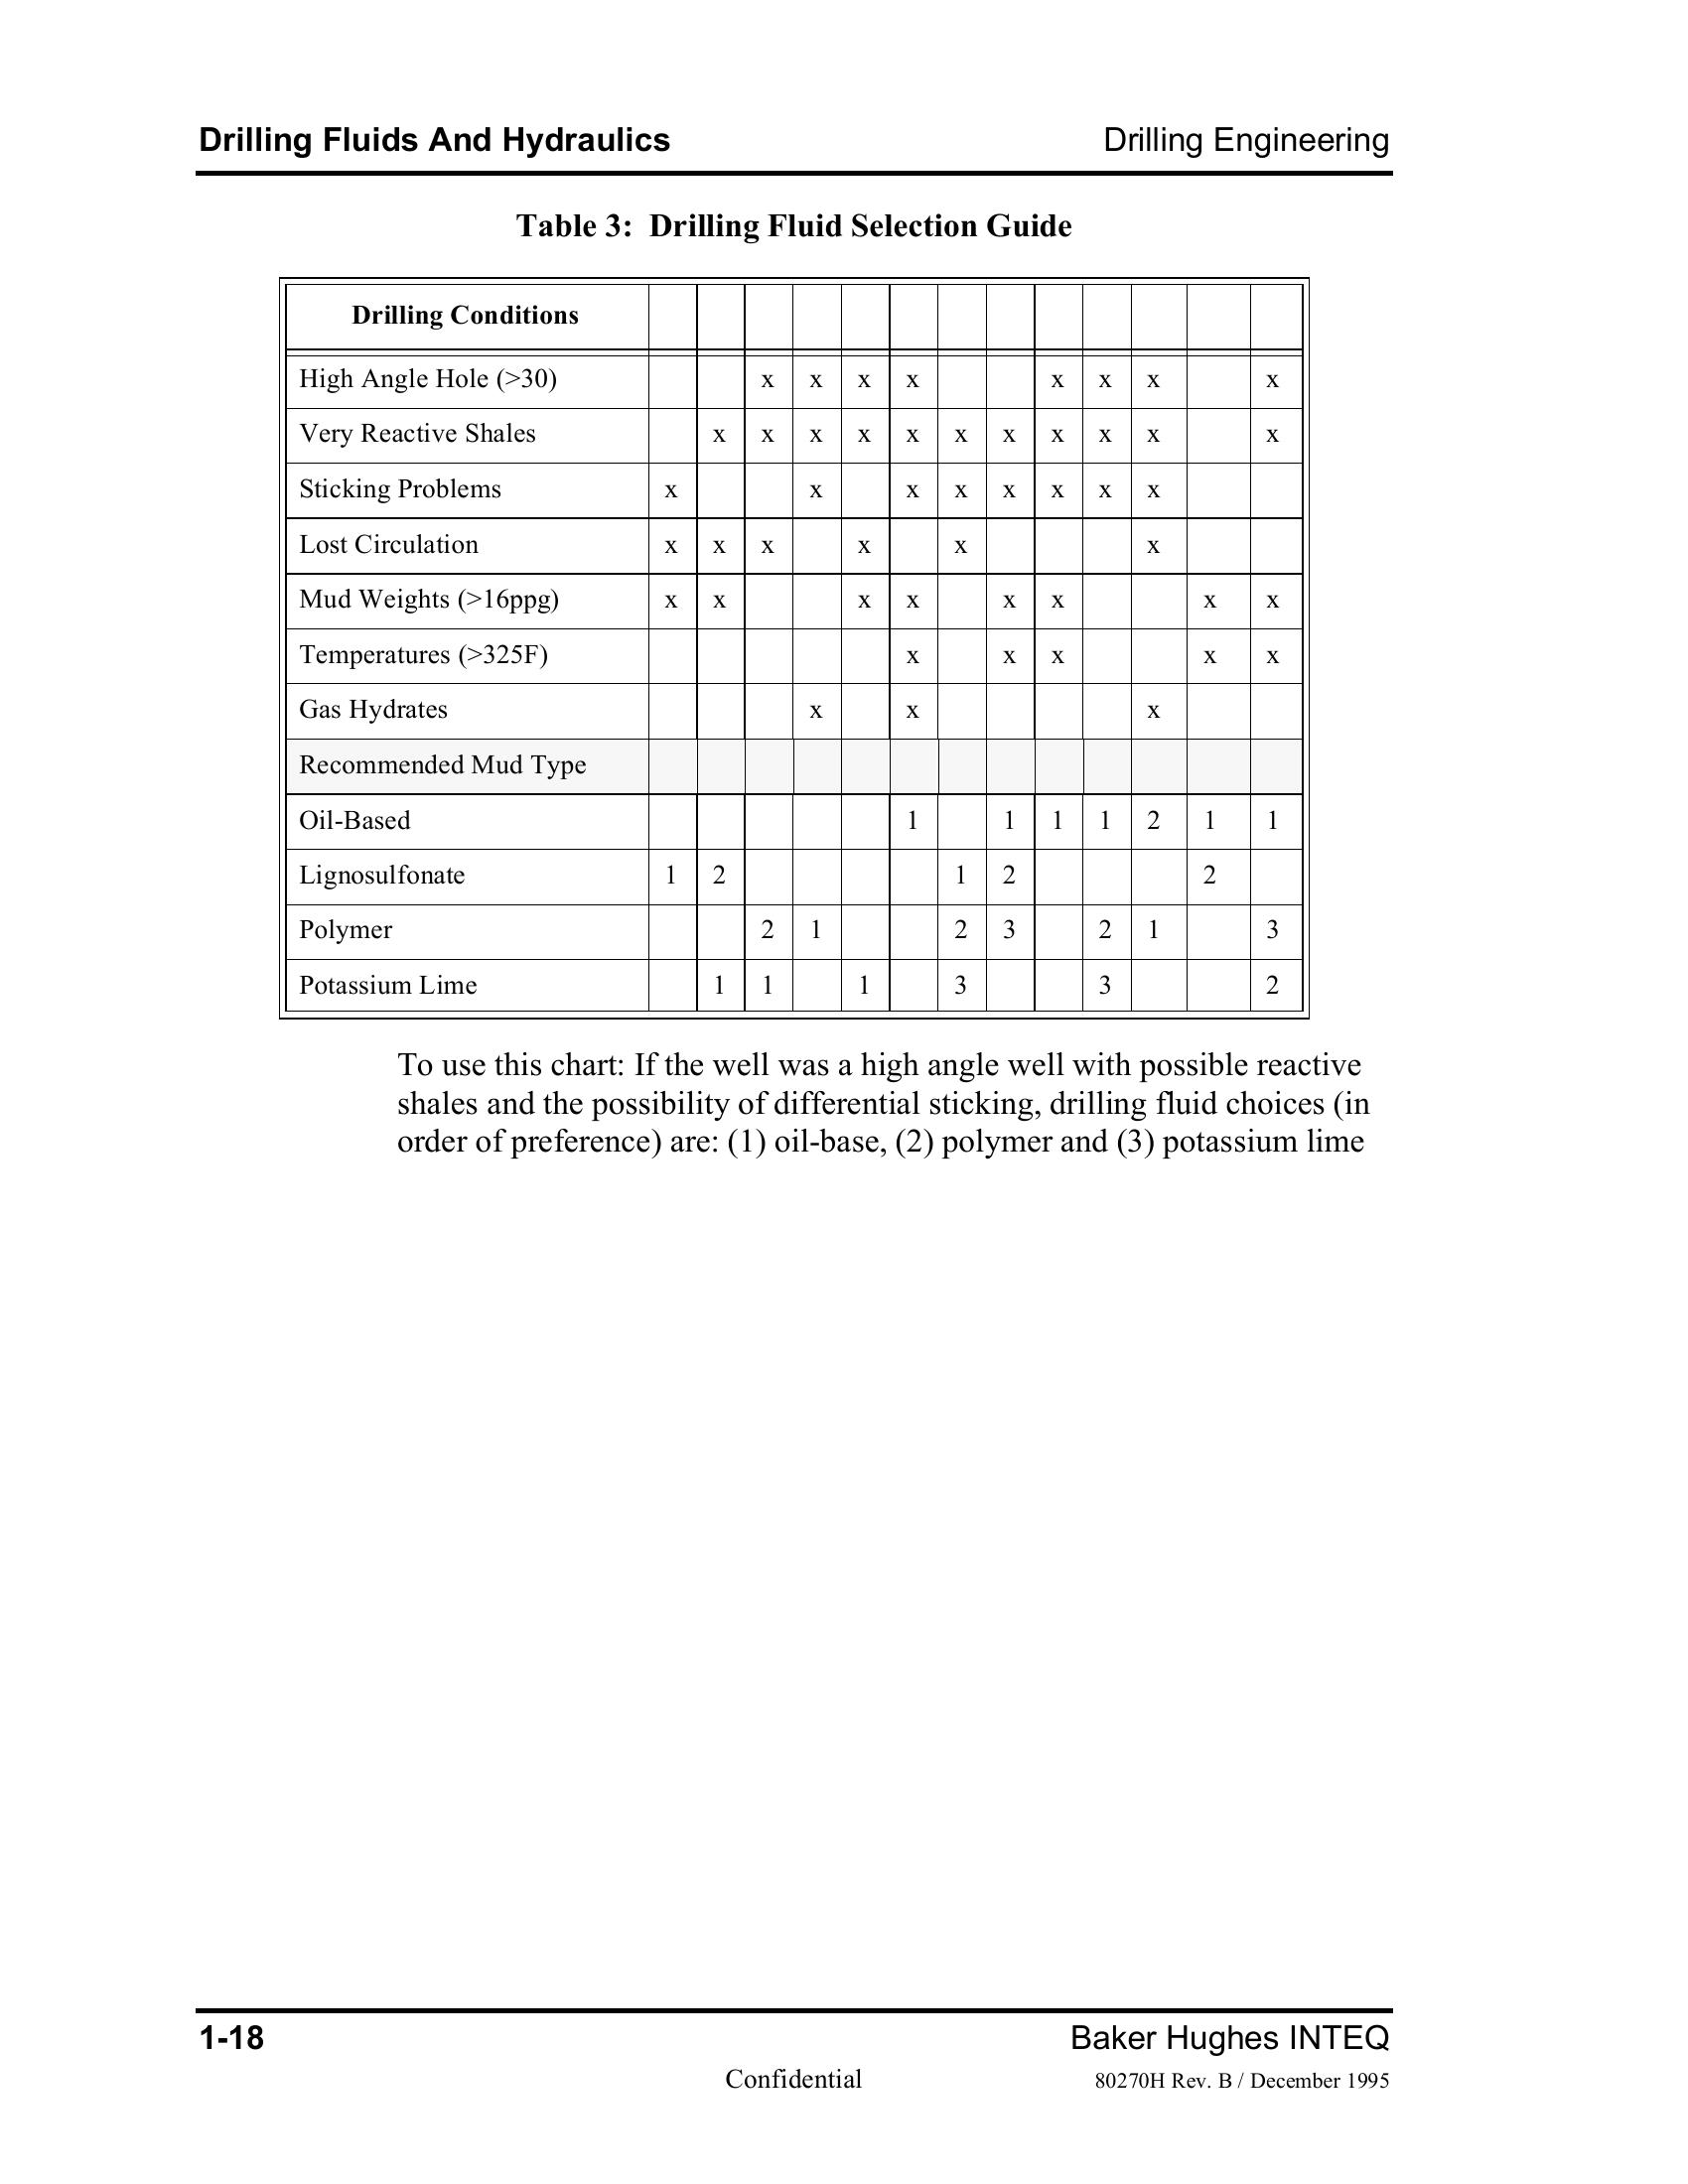 Drilling Fluids And Hydraulics Drilling Engineering
Table 3: Drilling Fluid Selection Guide
Drilling Conditions
High Angle Hole (>30) x x x x x x x x
Very Reactive Shales x x x x x x x x x x x
Sticking Problems x x x x x x x x
Lost Circulation x x x x x x
Mud Weights (>16ppg) x x x x x x x x
Temperatures (>325F) x x x x x
Gas Hydrates x x x
Recommended Mud Type
Oil-Based 1 1 1 1 2 1 1
Lignosulfonate 1 2 1 2 2
Polymer 2 1 2 3 2 1 3
Potassium Lime 1 1 1 3 3 2
To use this chart: If the well was a high angle well with possible reactive
shales and the possibility of differential sticking, drilling fluid choices (in
order of preference) are: (1) oil-base, (2) polymer and (3) potassium lime
1-18 Baker Hughes INTEQ
Confidential 80270H Rev. B / December 1995